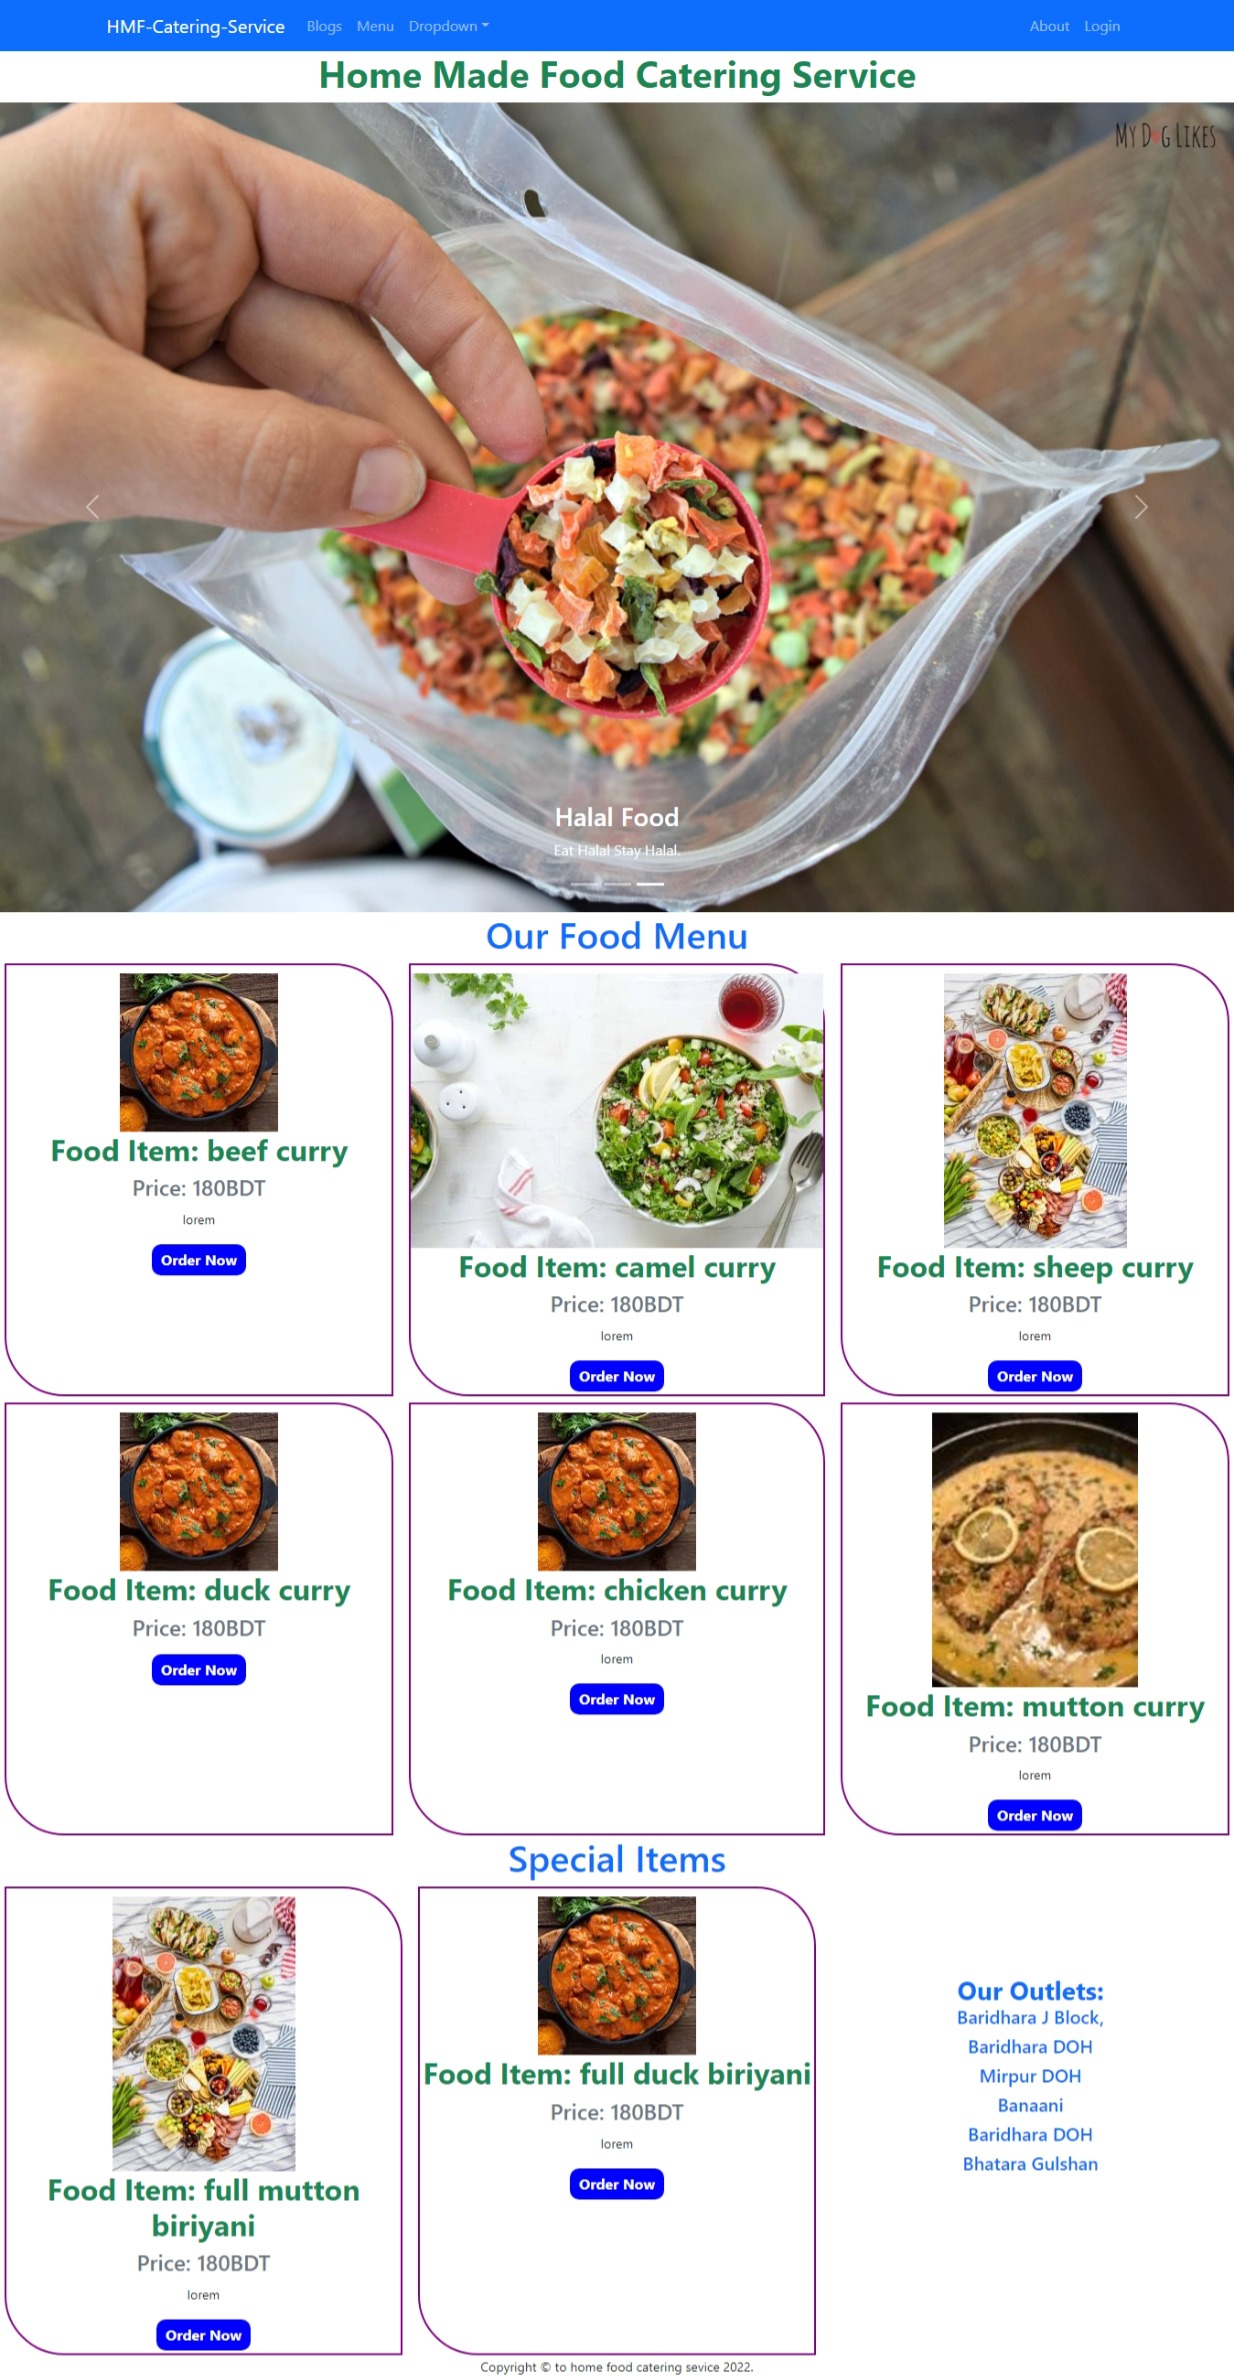 HMF-Catering-Service Blogs Menu Dropdown About Login
Home Made Food Catering Service
MY DOG LIKES
Halal Food
Eat Halal Stay Halal.
Our Food Menu
Food Item: beef curry
Price: 180BDT
lorem
Order Now
Food Item: camel curry
Price: 180BDT
lorem
Order Now
Food Item: sheep curry
Price: 180BDT
lorem
Order Now
Food Item: duck curry
Price: 180BDT
Order Now
Food Item: chicken curry
Price: 180BDT
lorem
Order Now
Food Item: mutton curry
Price: 180BDT
lorem
Order Now
Special Items
Food Item: full mutton
biriyani
Price: 180BDT
lorem
Order Now
Food Item: full duck biriyani
Price: 180BDT
lorem
Order Now
Our Outlets:
Baridhara J Block,
Baridhara DOH
Mirpur DOH
Banaani
Baridhara DOH
Bhatara Gulshan
Copyright © to home food catering sevice 2022.